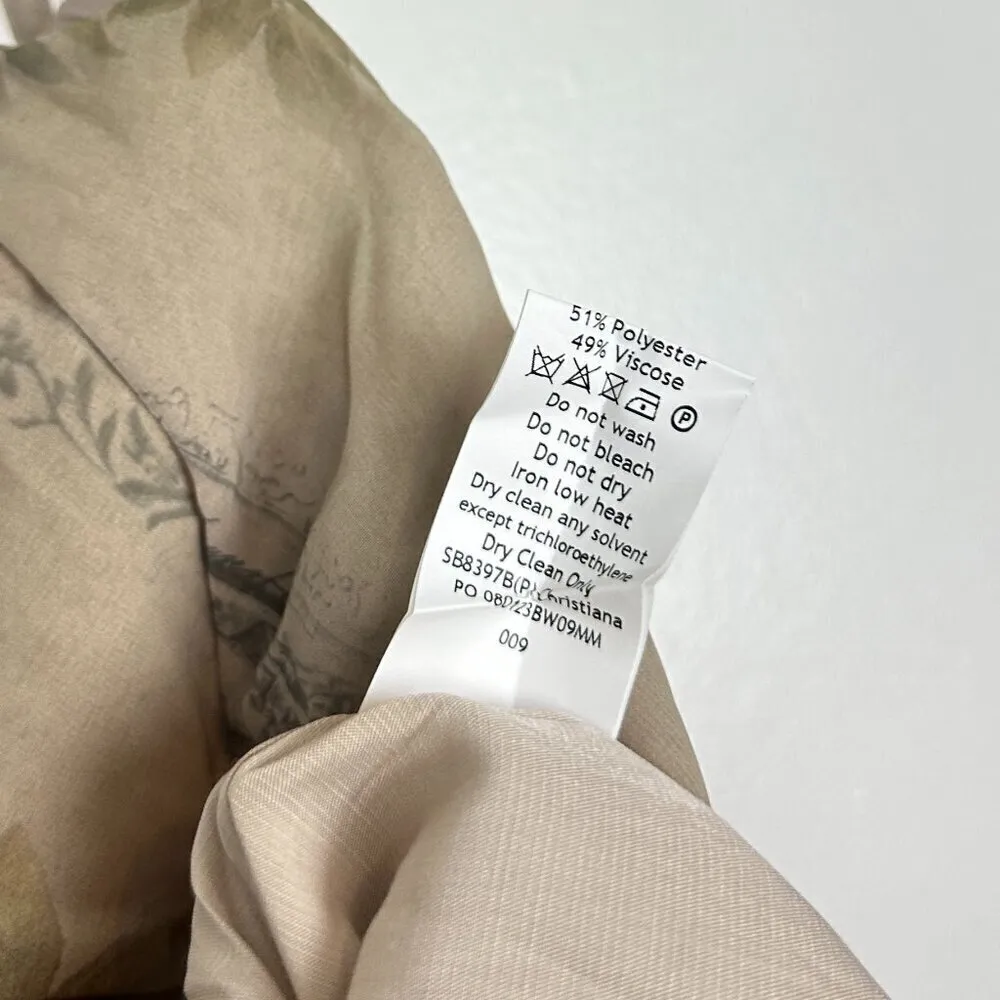 51% Polyester
49% Viscose
P
Do not wash
Do not bleach
Do not dry
Iron low heat
Dry clean any solvent
except trichloroethylene
Dry Clean Only
SB8397B(P) Christiana
009